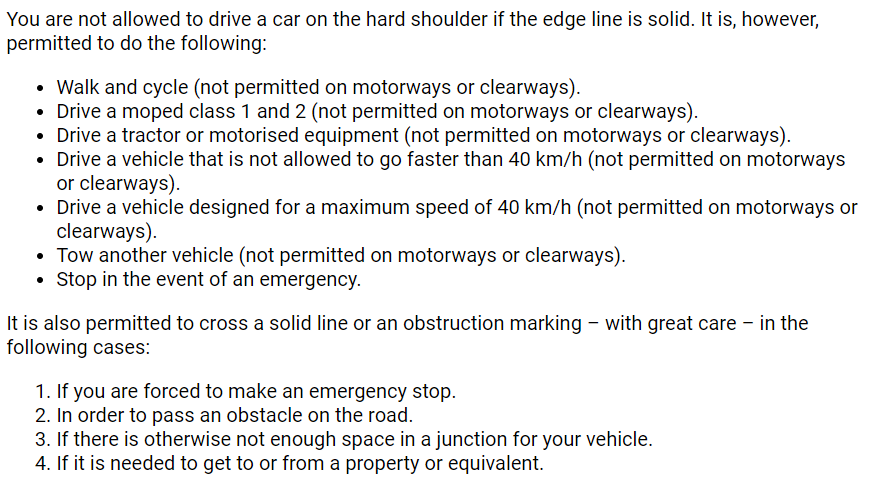 You are not allowed to drive a car on the hard shoulder if the edge line is solid. It is, however,
permitted to do the following:
• Walk and cycle (not permitted on motorways or clearways).
• Drive a moped class 1 and 2 (not permitted on motorways or clearways).
• Drive a tractor or motorised equipment (not permitted on motorways or clearways).
• Drive a vehicle that is not allowed to go faster than 40 km/h (not permitted on motorways
or clearways).
• Drive a vehicle designed for a maximum speed of 40 km/h (not permitted on motorways or
clearways).
• Tow another vehicle (not permitted on motorways or clearways).
• Stop in the event of an emergency.
It is also permitted to cross a solid line or an obstruction marking – with great care – in the
following cases:
1. If you are forced to make an emergency stop.
2. In order to pass an obstacle on the road.
3. If there is otherwise not enough space in a junction for your vehicle.
4. If it is needed to get to or from a property or equivalent.